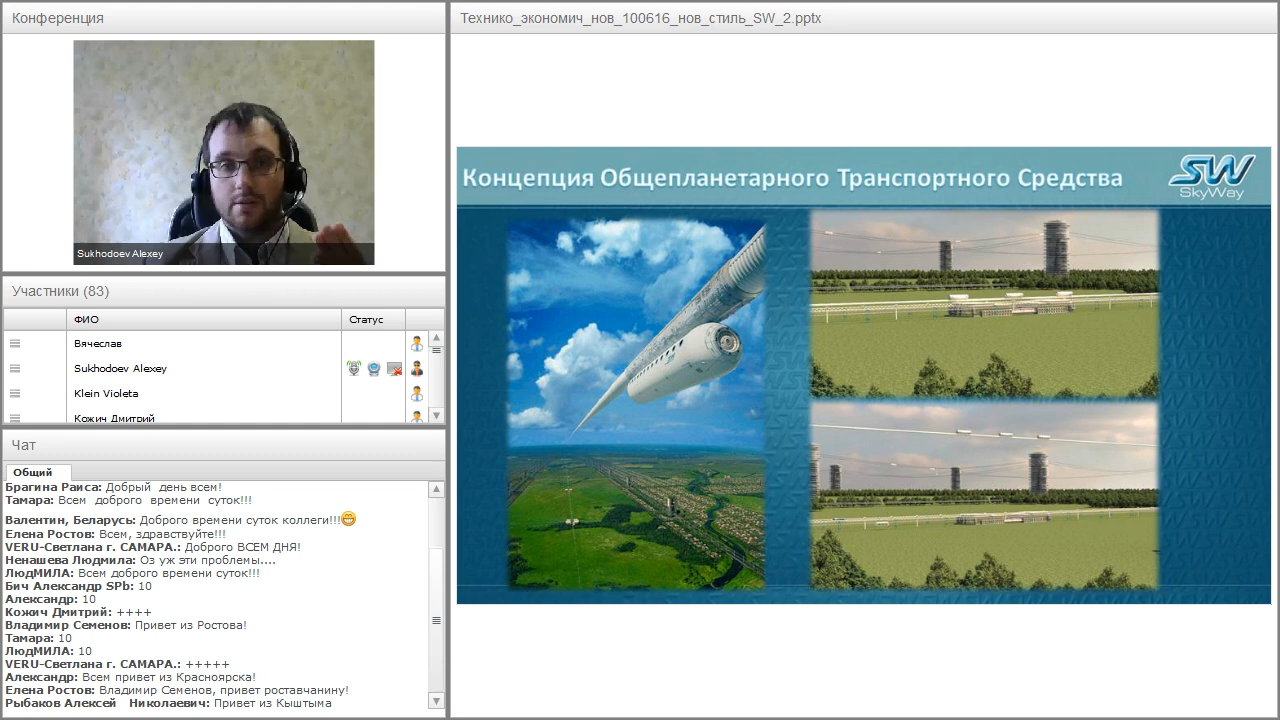 Конференция
Sukhodoev Alexey
Участники (83)
ФИО
Статус
Вячеслав
Sukhodoev Alexey
Klein Violeta
Кожич Дмитрий
Чат
Общий
Брагина Раиса: Добрый день всем!
Тамара: Всем доброго времени суток!!!
Валентин, Беларусь: Доброго времени суток коллеги!!!
Елена Ростов: Всем, здравствуйте!!!
VERU-Светлана г. САМАРА.: Доброго ВСЕМ ДНЯ!
Ненашева Людмила: Оз уж эти проблемы....
ЛюдМИЛА: Всем доброго времени суток!!!
Бич Александр SPb: 10
Александр: 10
Кожич Дмитрий: ++++
Владимир Семенов: Привет из Ростова!
Тамара: 10
ЛюдМИЛА: 10
VERU-Светлана г. САМАРА.: +++++
Александр: Всем привет из Красноярска!
Елена Ростов: Владимир Семенов, привет роставчанину!
Рыбаков Алексей Николаевич: Привет из Кыштыма
Технико_экономич_нов_100616_нов_стиль_SW_2.pptx
Концепция Общепланетарного Транспортного Средства
SW
SkyWay